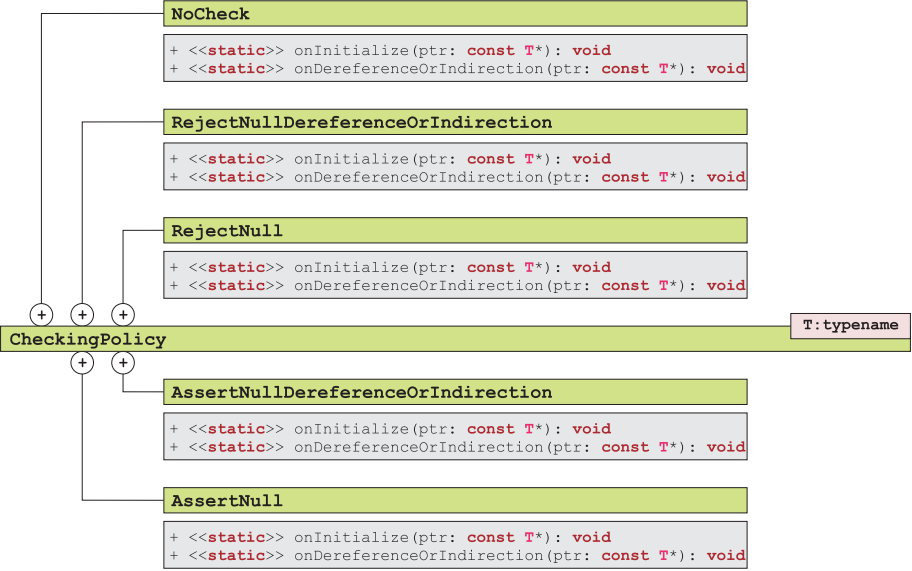 NoCheck
+ <<static>> onInitialize(ptr: const T*): void
+ <<static>> onDereferenceOrIndirection(ptr: const T*): void
RejectNullDereferenceOrIndirection
+ <<static>> onInitialize(ptr: const T*): void
+ <<static>> onDereferenceOrIndirection(ptr: const T*): void
RejectNull
+ <<static>> onInitialize(ptr: const T*): void
+ <<static>> onDereferenceOrIndirection(ptr: const T*): void
+ + +
T:typename
CheckingPolicy
+ +
AssertNullDereferenceOrIndirection
+ <<static>> onInitialize(ptr: const T*): void
+ <<static>> onDereferenceOrIndirection(ptr: const T*): void
AssertNull
+ <<static>> onInitialize(ptr: const T*): void
+ <<static>> onDereferenceOrIndirection(ptr: const T*): void